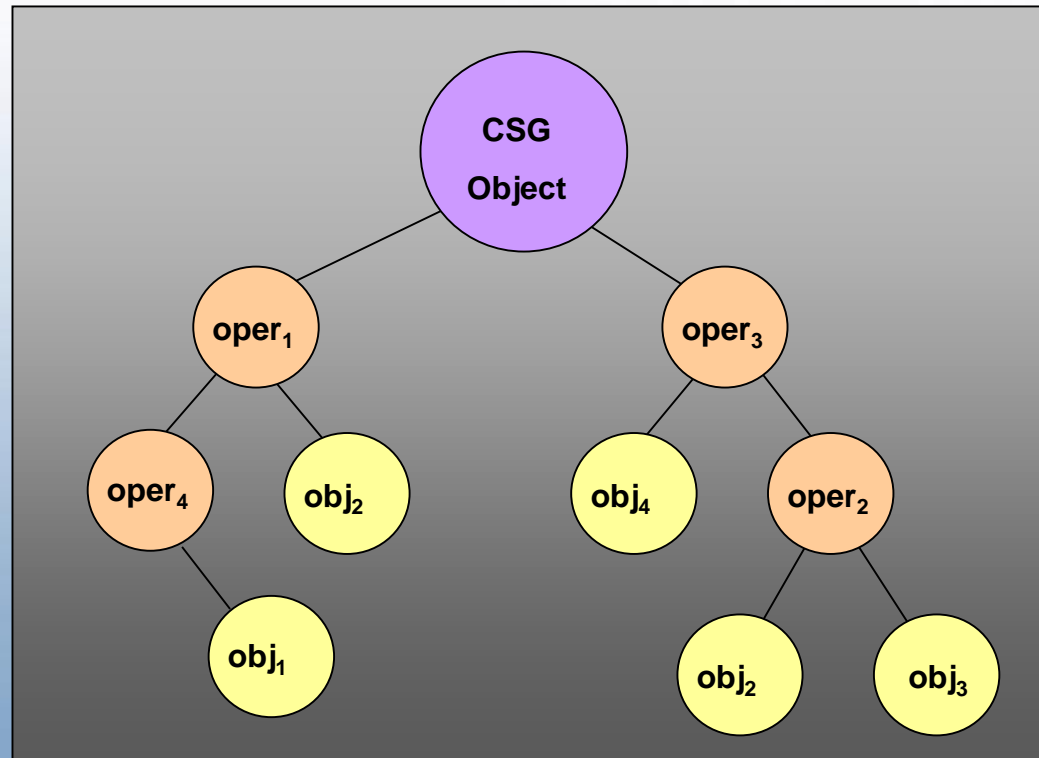 CSG
Object
oper₁
oper₃
oper₄
obj₂
obj₄
oper₂
obj₁
obj₂
obj₃